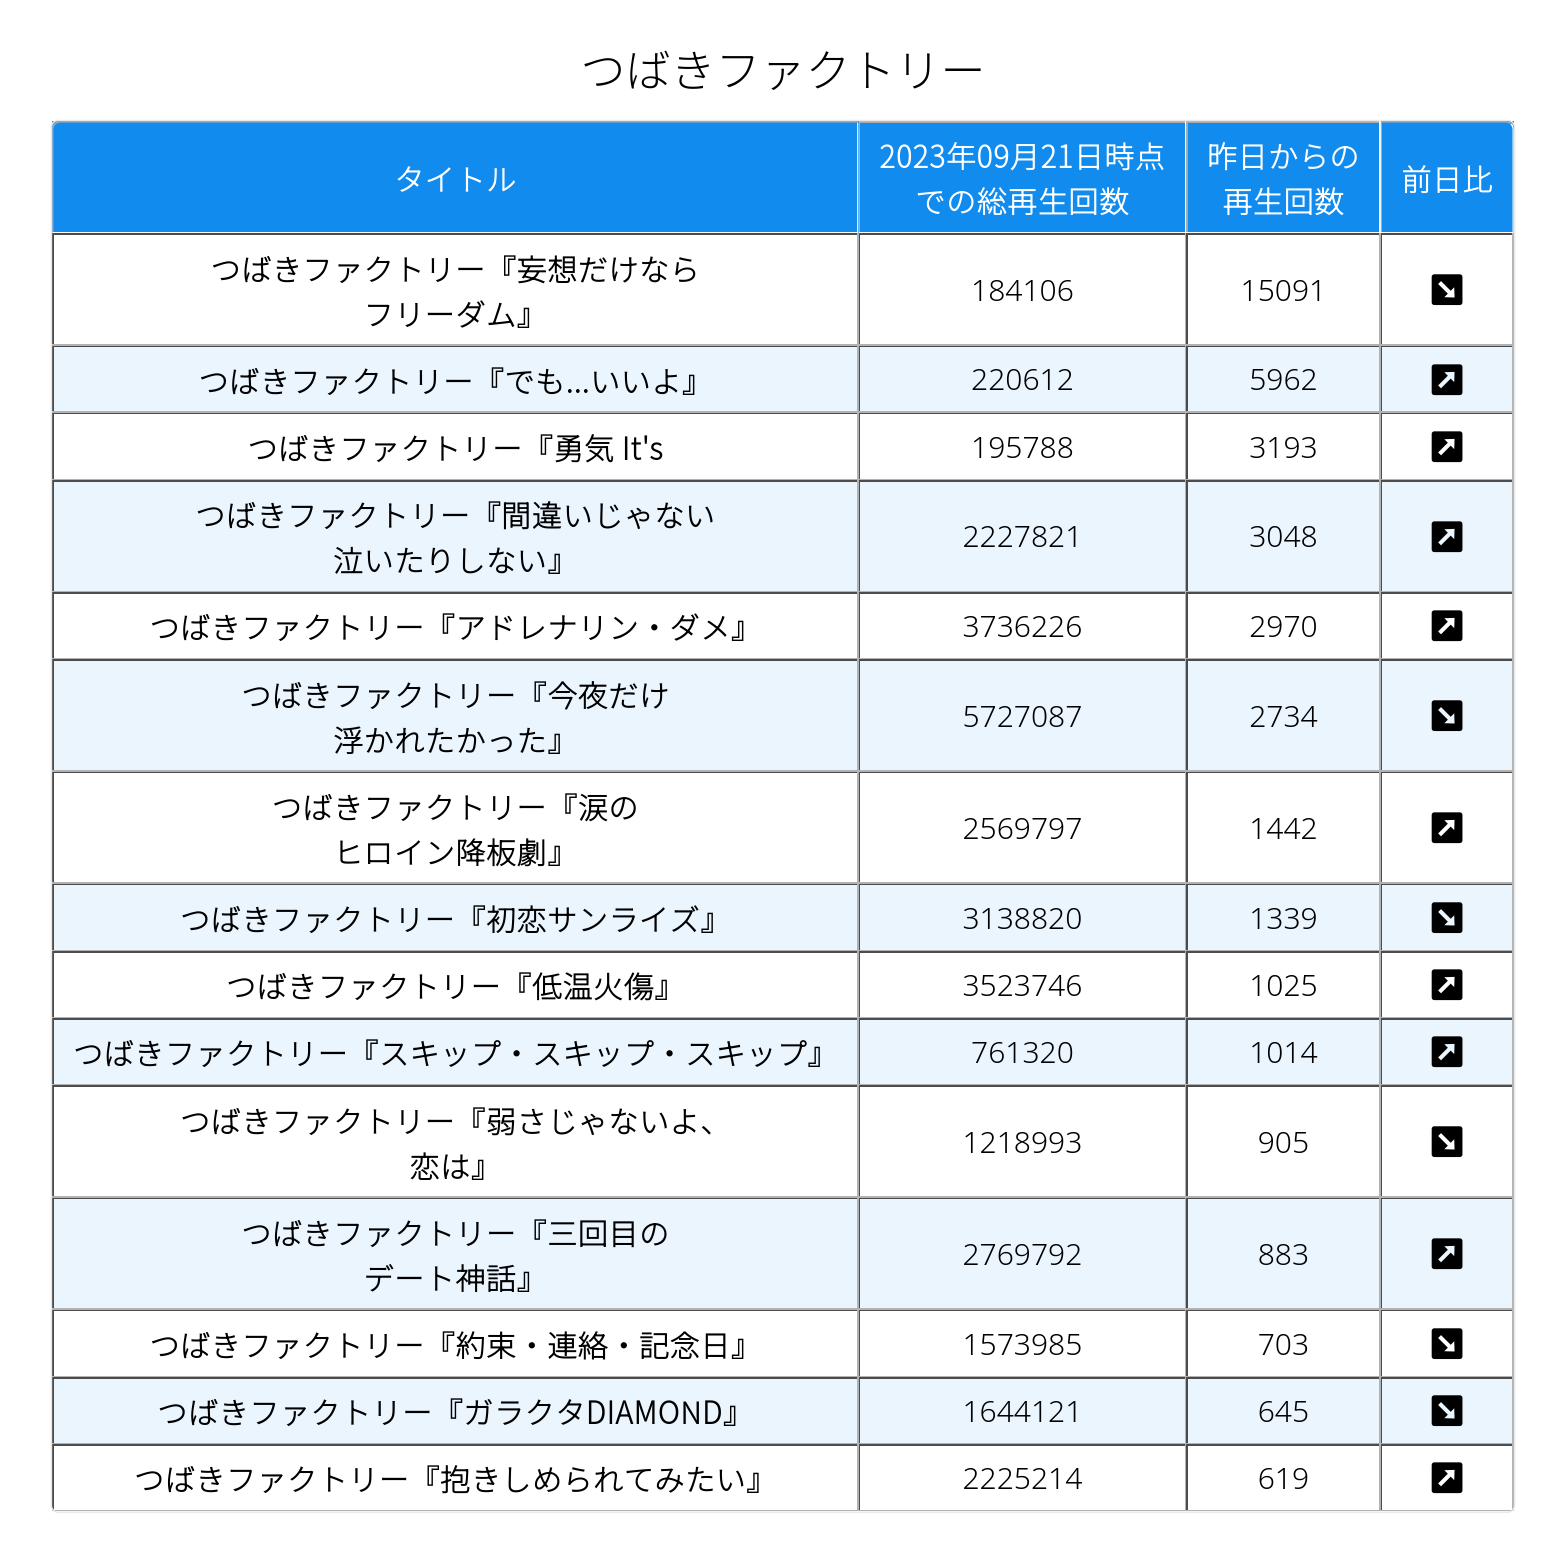 つばきファクトリー
タイトル
2023年09月21日時点
での総再生回数
昨日からの
再生回数
前日比
つばきファクトリー『妄想だけなら
フリーダム』
184106
15091
つばきファクトリー『でも...いいよ』
220612
5962
つばきファクトリー『勇気 It's
195788
3193
つばきファクトリー『間違いじゃない
泣いたりしない』
2227821
3048
つばきファクトリー『アドレナリン・ダメ』
3736226
2970
つばきファクトリー『今夜だけ
浮かれたかった』
5727087
2734
つばきファクトリー『涙の
ヒロイン降板劇』
2569797
1442
つばきファクトリー『初恋サンライズ』
3138820
1339
つばきファクトリー『低温火傷』
3523746
1025
つばきファクトリー『スキップ・スキップ・スキップ』
761320
1014
つばきファクトリー『弱さじゃないよ、
恋は』
1218993
905
つばきファクトリー『三回目の
デート神話』
2769792
883
つばきファクトリー『約束・連絡・記念日』
1573985
703
つばきファクトリー『ガラクタDIAMOND』
1644121
645
つばきファクトリー『抱きしめられてみたい』
2225214
619